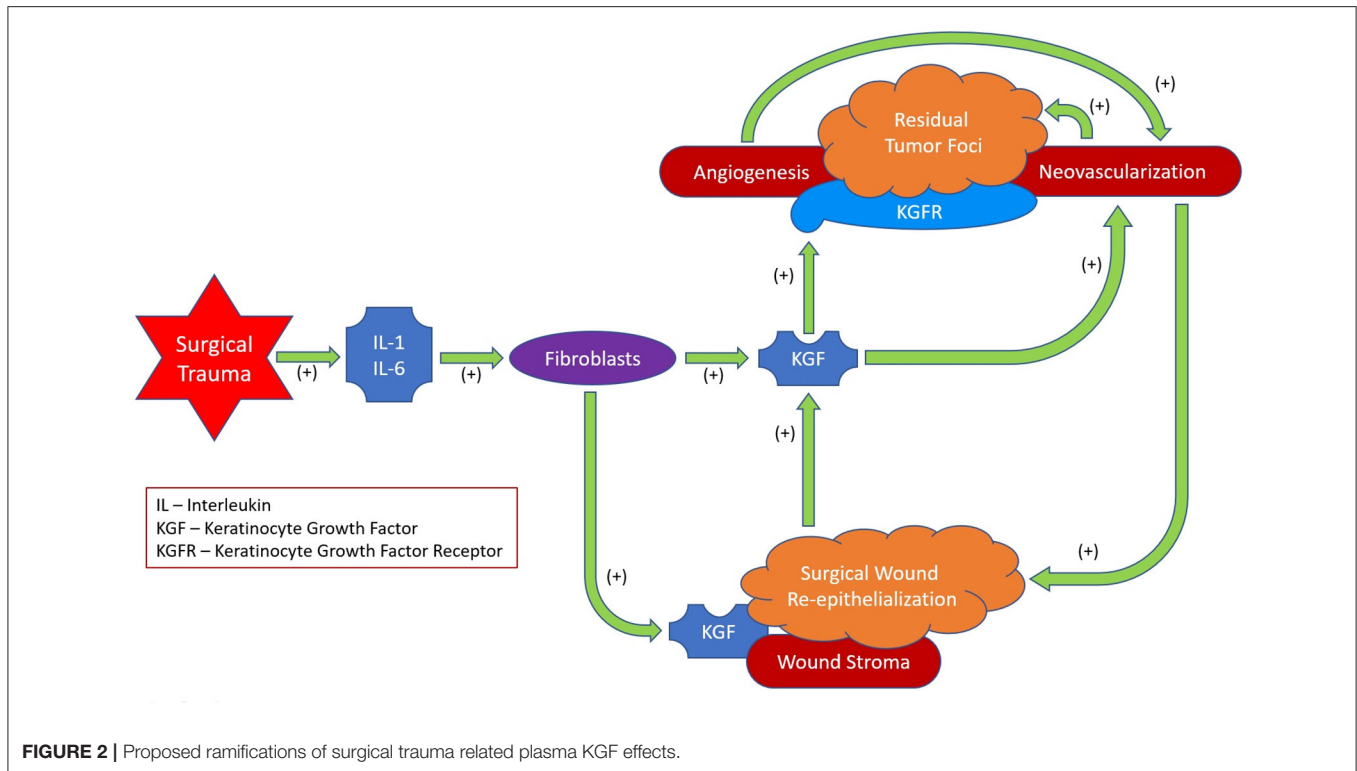 (+)
Residual
Tumor Foci
(+)
Angiogenesis
Neovascularization
KGFR
(+)
(+)
Surgical
Trauma
(+)
IL-1
IL-6
(+)
Fibroblasts
(+)
KGF
(+)
IL – Interleukin
KGF – Keratinocyte Growth Factor
KGFR – Keratinocyte Growth Factor Receptor
(+)
Surgical Wound
Re-epithelialization
(+)
KGF
Wound Stroma
FIGURE 2 | Proposed ramifications of surgical trauma related plasma KGF effects.